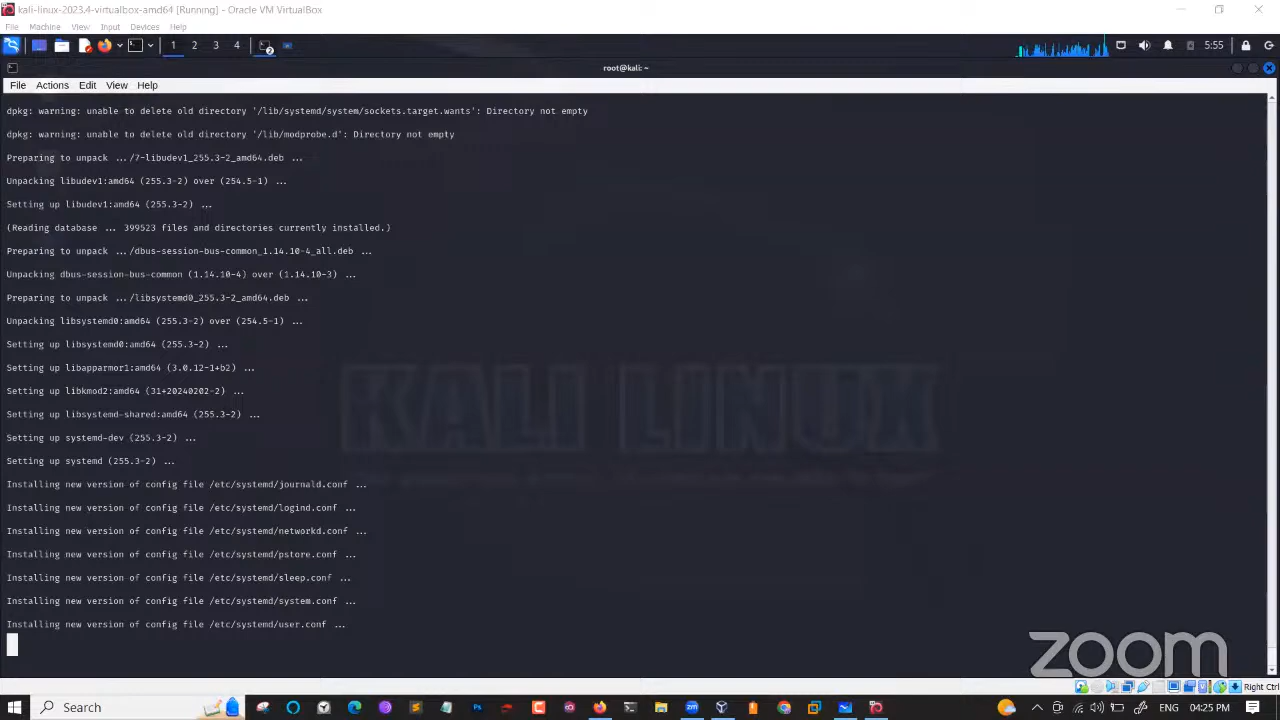 kali-linux-2023.4-virtualbox-amd64 [Running] - Oracle VM VirtualBox
File Machine View Input Devices Help
1 2 3 4 2 5:55
root@kali: ~
File Actions Edit View Help
dpkg: warning: unable to delete old directory '/lib/systemd/system/sockets.target.wants': Directory not empty
dpkg: warning: unable to delete old directory '/lib/modprobe.d': Directory not empty
Preparing to unpack .../7-libudev1_255.3-2_amd64.deb ...
Unpacking libudev1:amd64 (255.3-2) over (254.5-1) ...
Setting up libudev1:amd64 (255.3-2) ...
(Reading database ... 399523 files and directories currently installed.)
Preparing to unpack .../dbus-session-bus-common_1.14.10-4_all.deb ...
Unpacking dbus-session-bus-common (1.14.10-4) over (1.14.10-3) ...
Preparing to unpack .../libsystemd0_255.3-2_amd64.deb ...
Unpacking libsystemd0:amd64 (255.3-2) over (254.5-1) ...
Setting up libsystemd0:amd64 (255.3-2) ...
Setting up libapparmor1:amd64 (3.0.12-1+b2) ...
Setting up libkmod2:amd64 (31+20240202-2) ...
Setting up libsystemd-shared:amd64 (255.3-2) ...
Setting up systemd-dev (255.3-2) ...
Setting up systemd (255.3-2) ...
Installing new version of config file /etc/systemd/journald.conf ...
Installing new version of config file /etc/systemd/logind.conf ...
Installing new version of config file /etc/systemd/networkd.conf ...
Installing new version of config file /etc/systemd/pstore.conf ...
Installing new version of config file /etc/systemd/sleep.conf ...
Installing new version of config file /etc/systemd/system.conf ...
Installing new version of config file /etc/systemd/user.conf ...
KALI LINUX
zoom
Right Ctrl
Search
04:25 PM